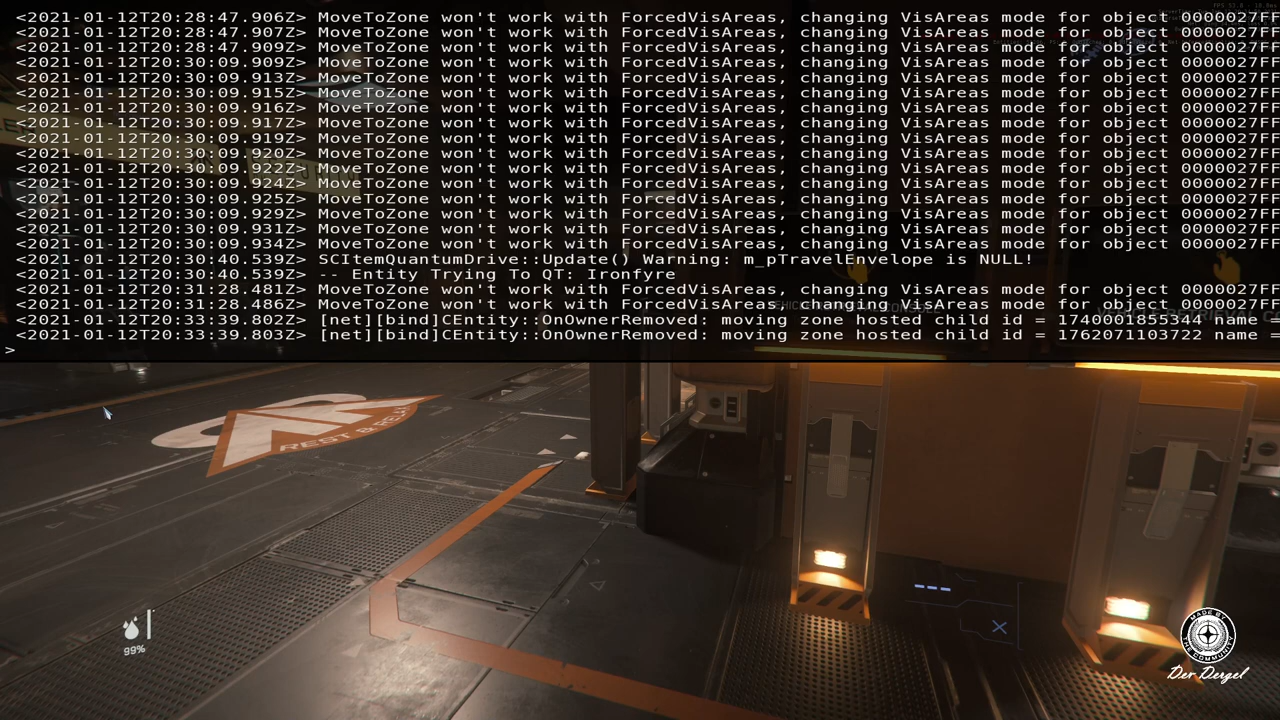 <2021-01-12T20:28:47.906Z> MoveToZone won't work with ForcedVisAreas, changing VisAreas mode for object 0000027FF
<2021-01-12T20:28:47.907Z> MoveToZone won't work with ForcedVisAreas, changing VisAreas mode for object 0000027FF
<2021-01-12T20:28:47.909Z> MoveToZone won't work with ForcedVisAreas, changing VisAreas mode for object 0000027FF
<2021-01-12T20:30:09.909Z> MoveToZone won't work with ForcedVisAreas, changing VisAreas mode for object 0000027FF
<2021-01-12T20:30:09.913Z> MoveToZone won't work with ForcedVisAreas, changing VisAreas mode for object 0000027FF
<2021-01-12T20:30:09.915Z> MoveToZone won't work with ForcedVisAreas, changing VisAreas mode for object 0000027FF
<2021-01-12T20:30:09.916Z> MoveToZone won't work with ForcedVisAreas, changing VisAreas mode for object 0000027FF
<2021-01-12T20:30:09.917Z> MoveToZone won't work with ForcedVisAreas, changing VisAreas mode for object 0000027FF
<2021-01-12T20:30:09.919Z> MoveToZone won't work with ForcedVisAreas, changing VisAreas mode for object 0000027FF
<2021-01-12T20:30:09.920Z> MoveToZone won't work with ForcedVisAreas, changing VisAreas mode for object 0000027FF
<2021-01-12T20:30:09.922Z> MoveToZone won't work with ForcedVisAreas, changing VisAreas mode for object 0000027FF
<2021-01-12T20:30:09.924Z> MoveToZone won't work with ForcedVisAreas, changing VisAreas mode for object 0000027FF
<2021-01-12T20:30:09.925Z> MoveToZone won't work with ForcedVisAreas, changing VisAreas mode for object 0000027FF
<2021-01-12T20:30:09.929Z> MoveToZone won't work with ForcedVisAreas, changing VisAreas mode for object 0000027FF
<2021-01-12T20:30:09.931Z> MoveToZone won't work with ForcedVisAreas, changing VisAreas mode for object 0000027FF
<2021-01-12T20:30:09.934Z> MoveToZone won't work with ForcedVisAreas, changing VisAreas mode for object 0000027FF
<2021-01-12T20:30:40.539Z> SCItemQuantumDrive::Update() Warning: m_pTravelEnvelope is NULL!
<2021-01-12T20:30:40.539Z> -- Entity Trying To QT: Ironfyre
<2021-01-12T20:31:28.481Z> MoveToZone won't work with ForcedVisAreas, changing VisAreas mode for object 0000027FF
<2021-01-12T20:31:28.486Z> MoveToZone won't work with ForcedVisAreas, changing VisAreas mode for object 0000027FF
<2021-01-12T20:33:39.802Z> [net][bind]CEntity::OnOwnerRemoved: moving zone hosted child id = 1740001855344 name =
<2021-01-12T20:33:39.803Z> [net][bind]CEntity::OnOwnerRemoved: moving zone hosted child id = 1762071103722 name =
>
REST & RELAX
99%
MADE BY
THE COMMUNITY
Der Dergel